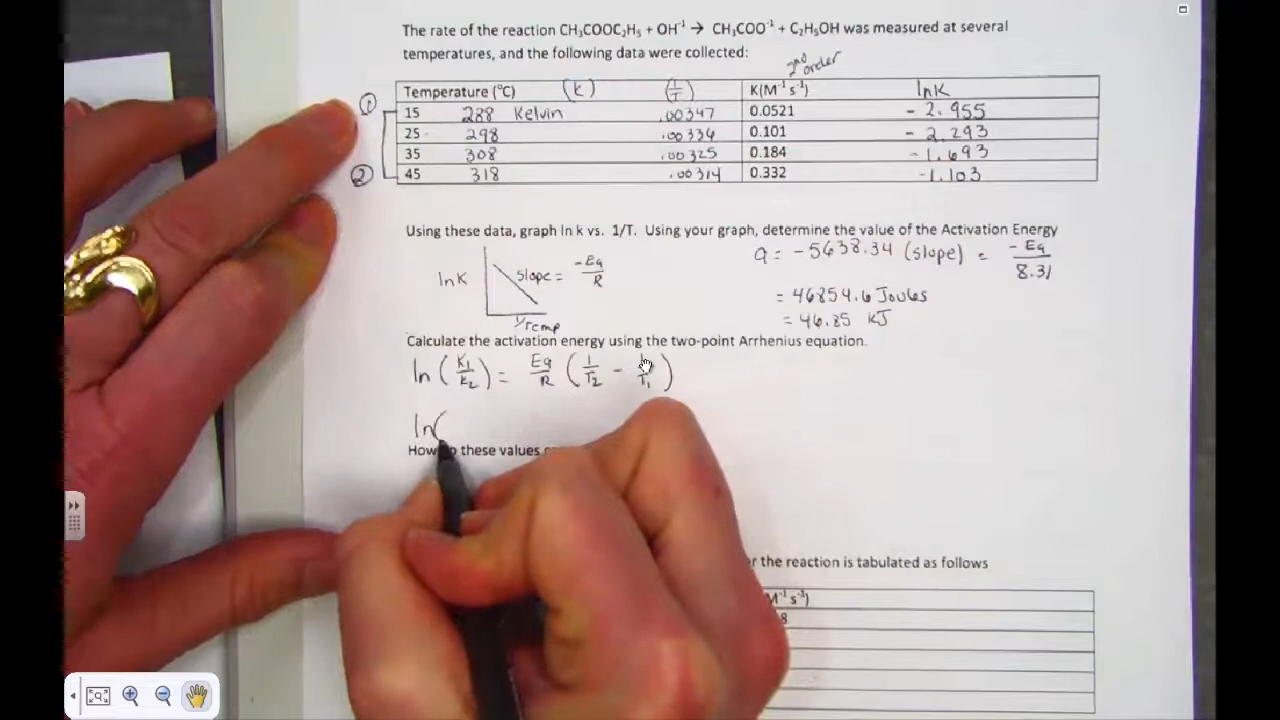 The rate of the reaction CH₃COOC₂H₅ + OH⁻¹ → CH₃COO⁻¹ + C₂H₅OH was measured at several
temperatures, and the following data were collected:
2nd order
Temperature (°C) (K) (1/T) K(M⁻¹ s⁻¹) lnK
① 15 288 Kelvin .00347 0.0521 -2.955
25 298 .00334 0.101 -2.293
35 308 .00325 0.184 -1.693
② 45 318 .00314 0.332 -1.103
Using these data, graph ln k vs. 1/T. Using your graph, determine the value of the Activation Energy
lnK slope = -Ea/R 1/Temp
a = -5638.34 (slope) = -Ea/8.31
= 46854.6 Joules
= 46.85 KJ
Calculate the activation energy using the two-point Arrhenius equation.
ln (K₁/K₂) = Ea/R (1/T₂ - 1/T₁)
ln(
How these values
the reaction is tabulated as follows
s⁻¹)
8